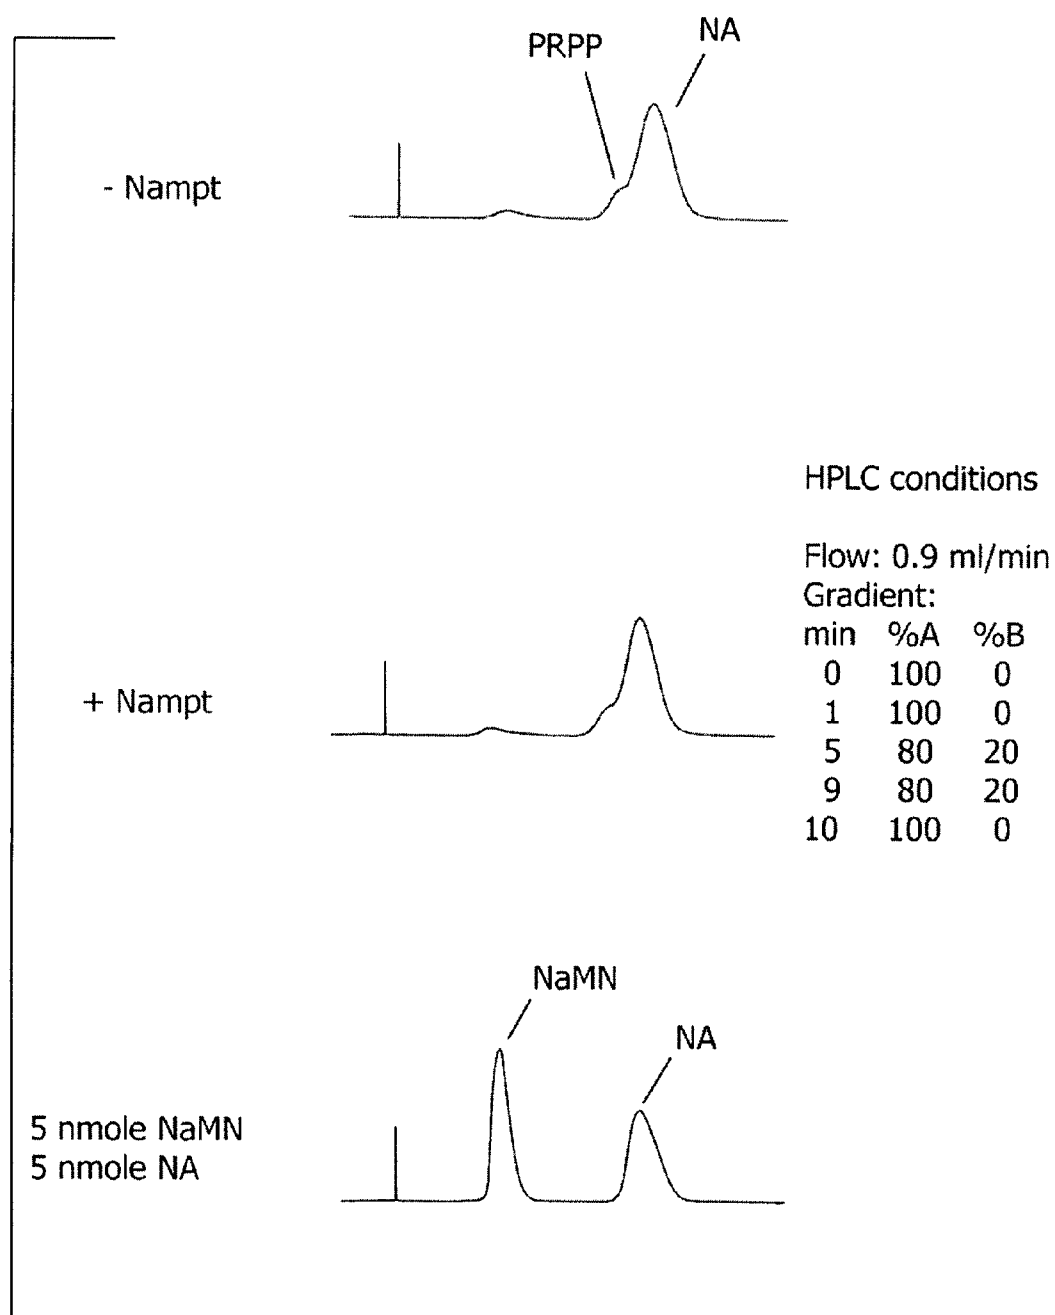 PRPP
NA
- Nampt
HPLC conditions
Flow: 0.9 ml/min
Gradient:
min %A %B
0 100 0
1 100 0
5 80 20
9 80 20
10 100 0
+ Nampt
NaMN
NA
5 nmole NaMN
5 nmole NA